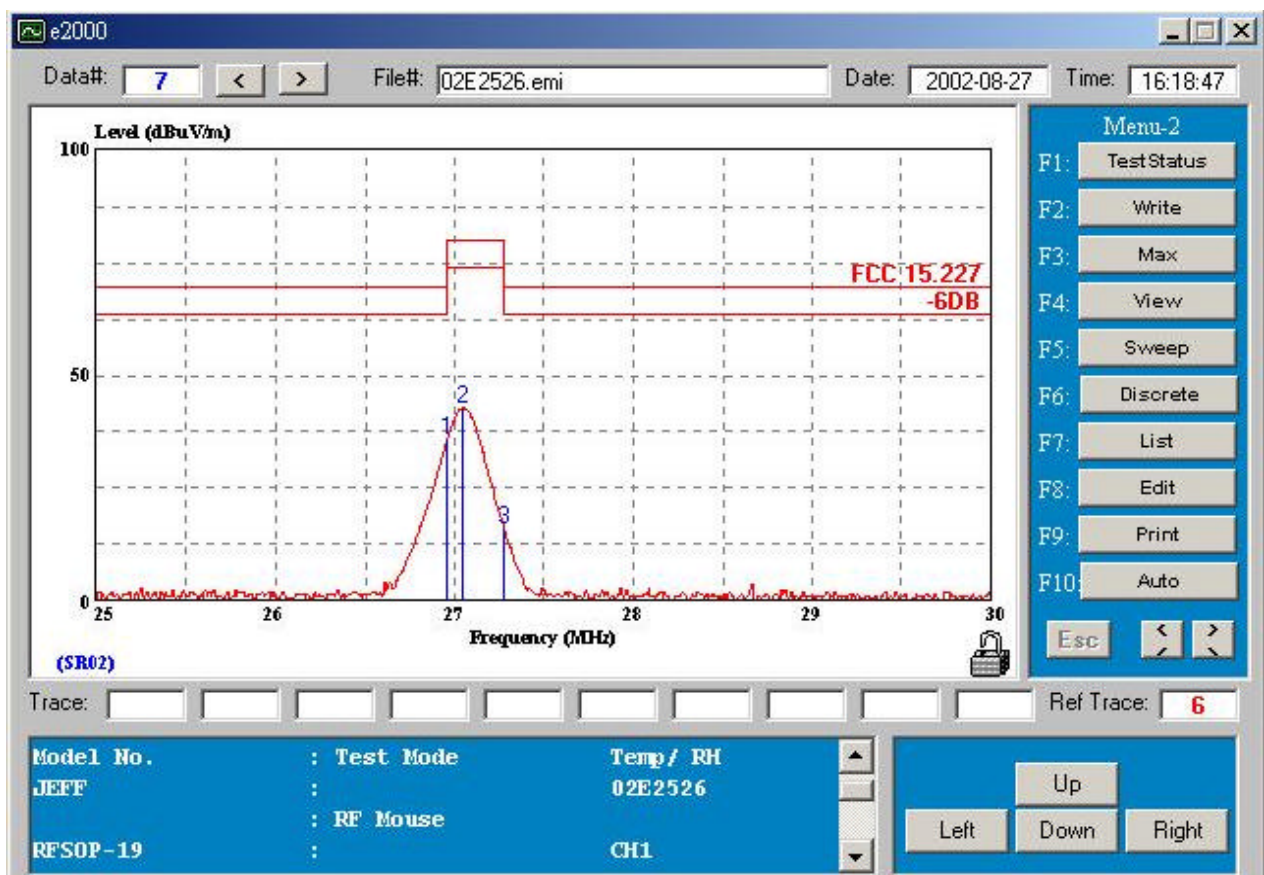 e2000
Data#: 7 < > File#: 02E2526.emi Date: 2002-08-27 Time: 16:18:47
Level (dBuV/m)
100
50
0
FCC 15.227
-6DB
1
2
3
25 26 27 28 29 30
Frequency (MHz)
(SR02)
Menu-2
F1: TestStatus
F2: Write
F3: Max
F4: View
F5: Sweep
F6: Discrete
F7: List
F8: Edit
F9: Print
F10: Auto
Esc
Trace: Ref Trace: 6
Model No. : Test Mode Temp/ RH
JEFF : 02E2526
: RF Mouse
RFSOP-19 : CH1
Up
Left Down Right